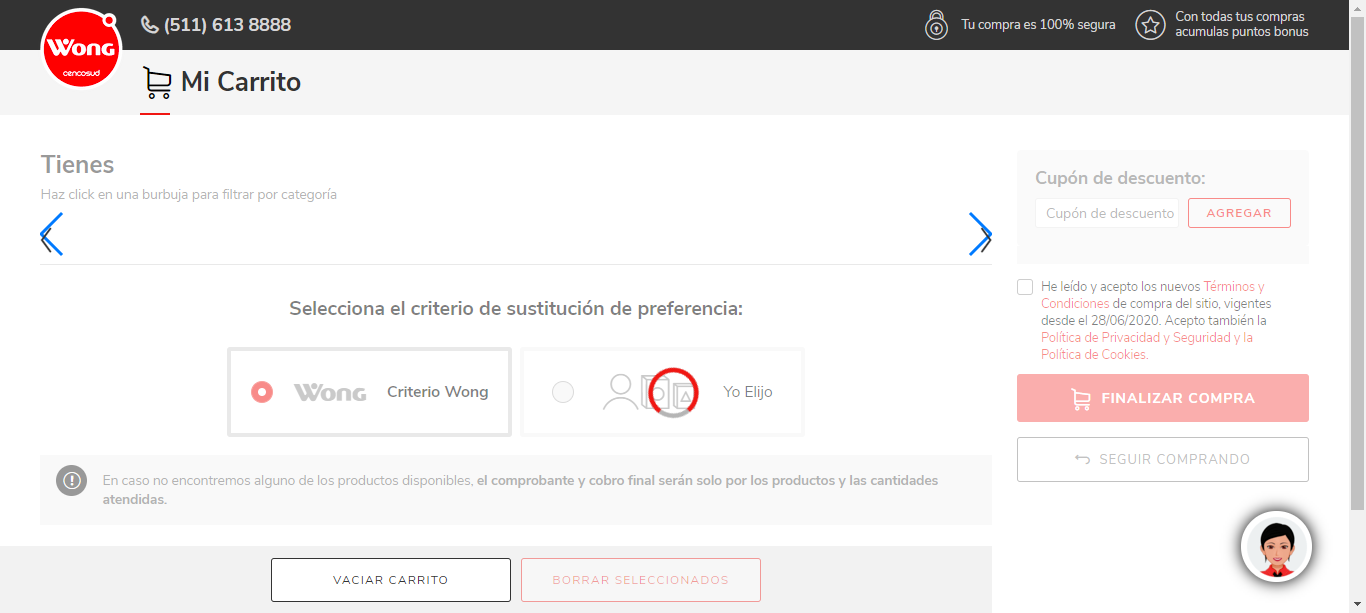 (511) 613 8888
Tu compra es 100% segura
Con todas tus compras
acumulas puntos bonus
Wong
cencosud
Mi Carrito
Tienes
Haz click en una burbuja para filtrar por categoría
Cupón de descuento:
Cupón de descuento
AGREGAR
He leído y acepto los nuevos Términos y
Condiciones de compra del sitio, vigentes
desde el 28/06/2020. Acepto también la
Política de Privacidad y Seguridad y la
Política de Cookies.
Selecciona el criterio de sustitución de preferencia:
Wong
Criterio Wong
Yo Elijo
FINALIZAR COMPRA
SEGUIR COMPRANDO
En caso no encontremos alguno de los productos disponibles, el comprobante y cobro final serán solo por los productos y las cantidades
atendidas.
VACIAR CARRITO
BORRAR SELECCIONADOS